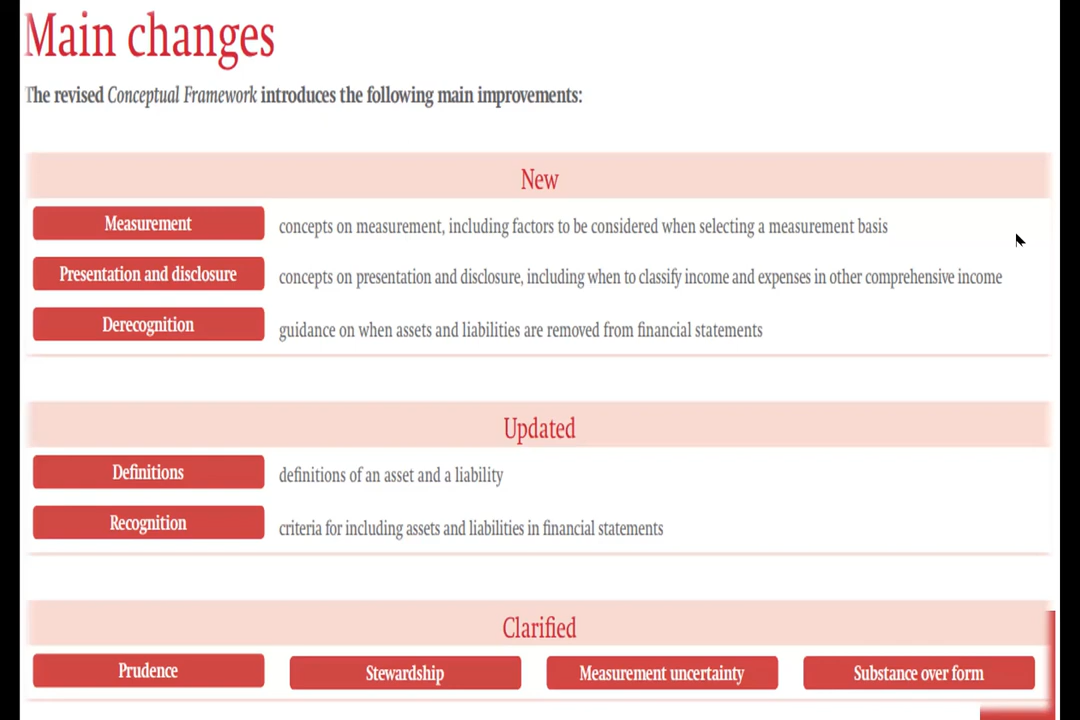 Main changes
The revised Conceptual Framework introduces the following main improvements:
New
Measurement concepts on measurement, including factors to be considered when selecting a measurement basis
Presentation and disclosure concepts on presentation and disclosure, including when to classify income and expenses in other comprehensive income
Derecognition guidance on when assets and liabilities are removed from financial statements
Updated
Definitions definitions of an asset and a liability
Recognition criteria for including assets and liabilities in financial statements
Clarified
Prudence Stewardship Measurement uncertainty Substance over form